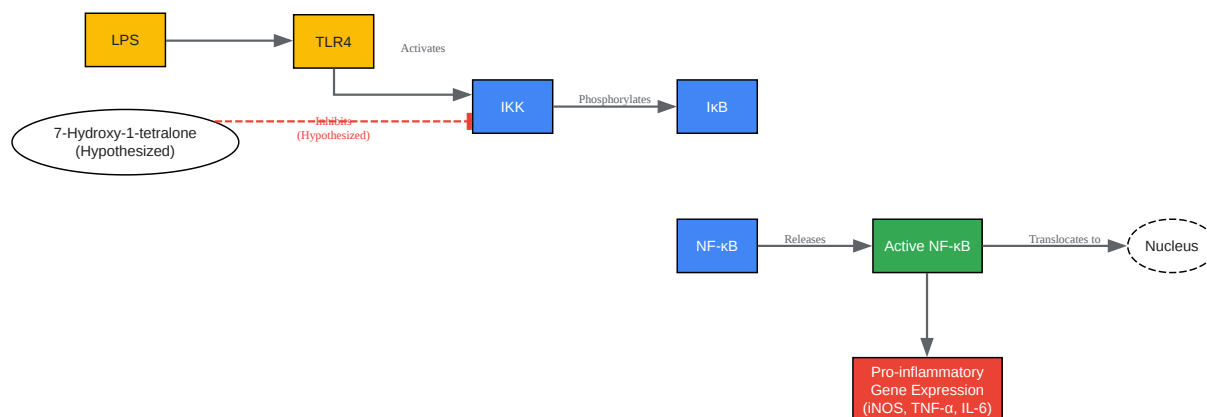 LPS
TLR4
Activates
IKK
Phosphorylates
IκB
7-Hydroxy-1-tetralone
(Hypothesized)
Inhibits
(Hypothesized)
NF-κB
Releases
Active NF-κB
Translocates to
Nucleus
Pro-inflammatory
Gene Expression
(iNOS, TNF-α, IL-6)